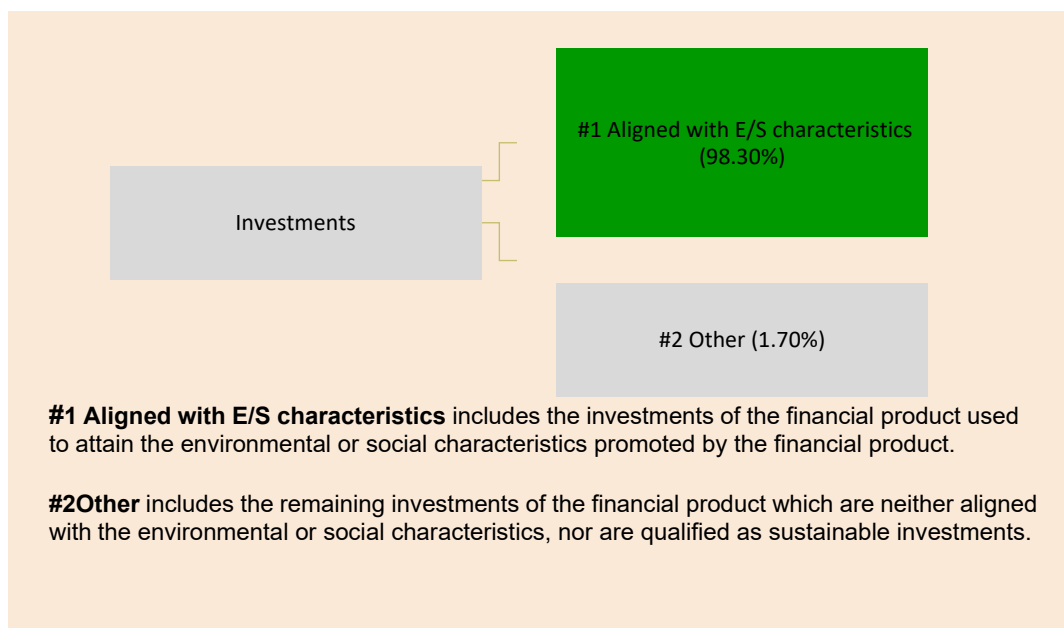 #1 Aligned with E/S characteristics
(98.30%)
Investments
#2 Other (1.70%)
#1 Aligned with E/S characteristics includes the investments of the financial product used
to attain the environmental or social characteristics promoted by the financial product.
#2Other includes the remaining investments of the financial product which are neither aligned
with the environmental or social characteristics, nor are qualified as sustainable investments.